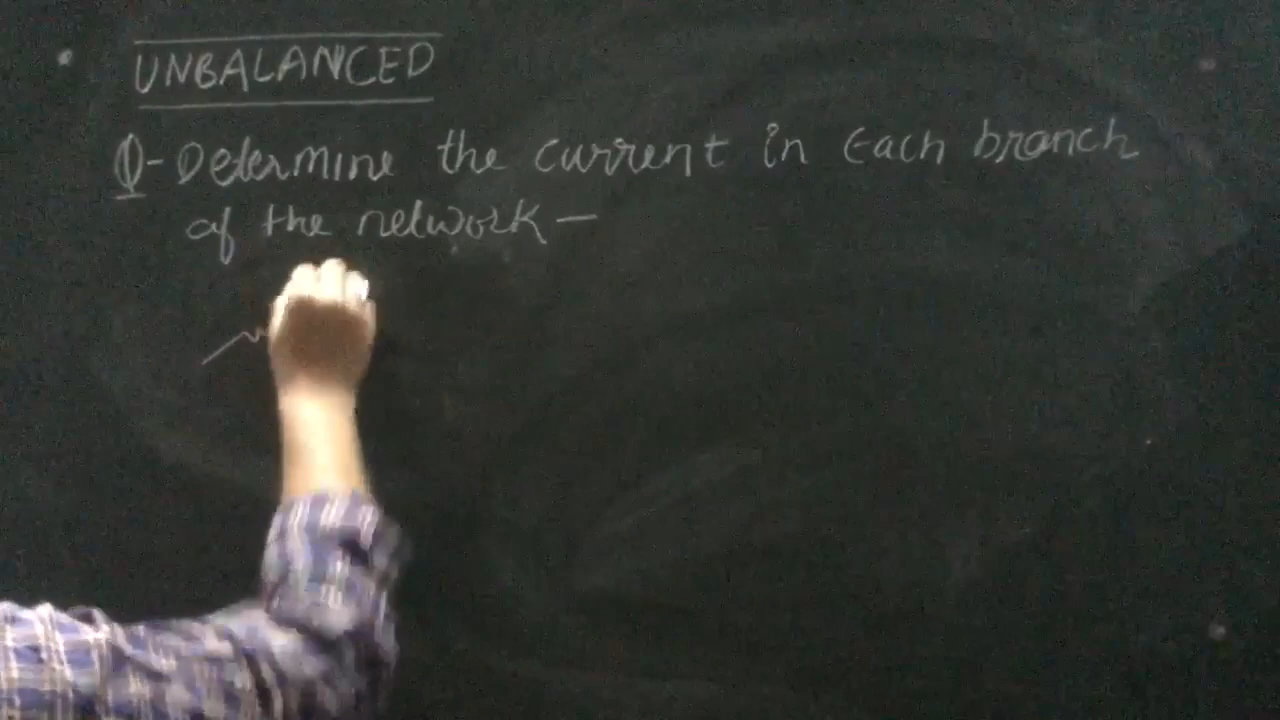 • UNBALANCED
Q- Determine the current in Each branch
of the network —